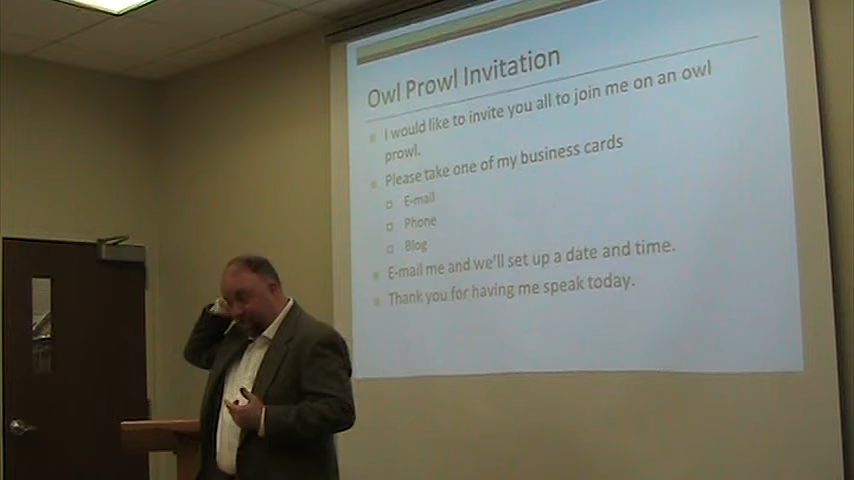 Owl Prowl Invitation
I would like to invite you all to join me on an owl
prowl.
Please take one of my business cards
E-mail
Phone
Blog
E-mail me and we'll set up a date and time.
Thank you for having me speak today.